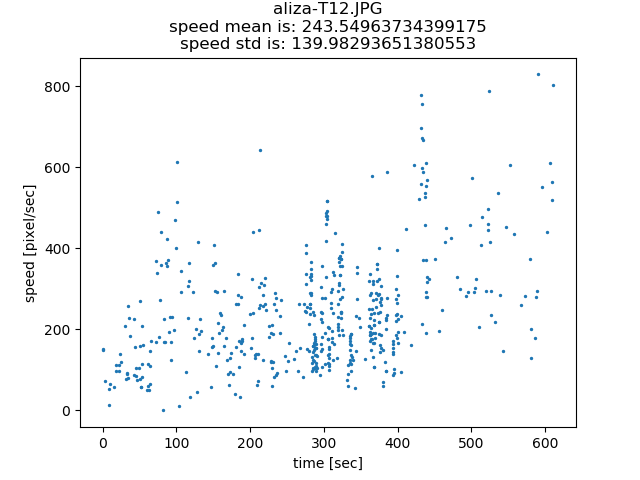 aliza-T12.JPG
speed mean is: 243.54963734399175
speed std is: 139.98293651380553
800
600
400
200
0
speed [pixel/sec]
0 100 200 300 400 500 600
time [sec]